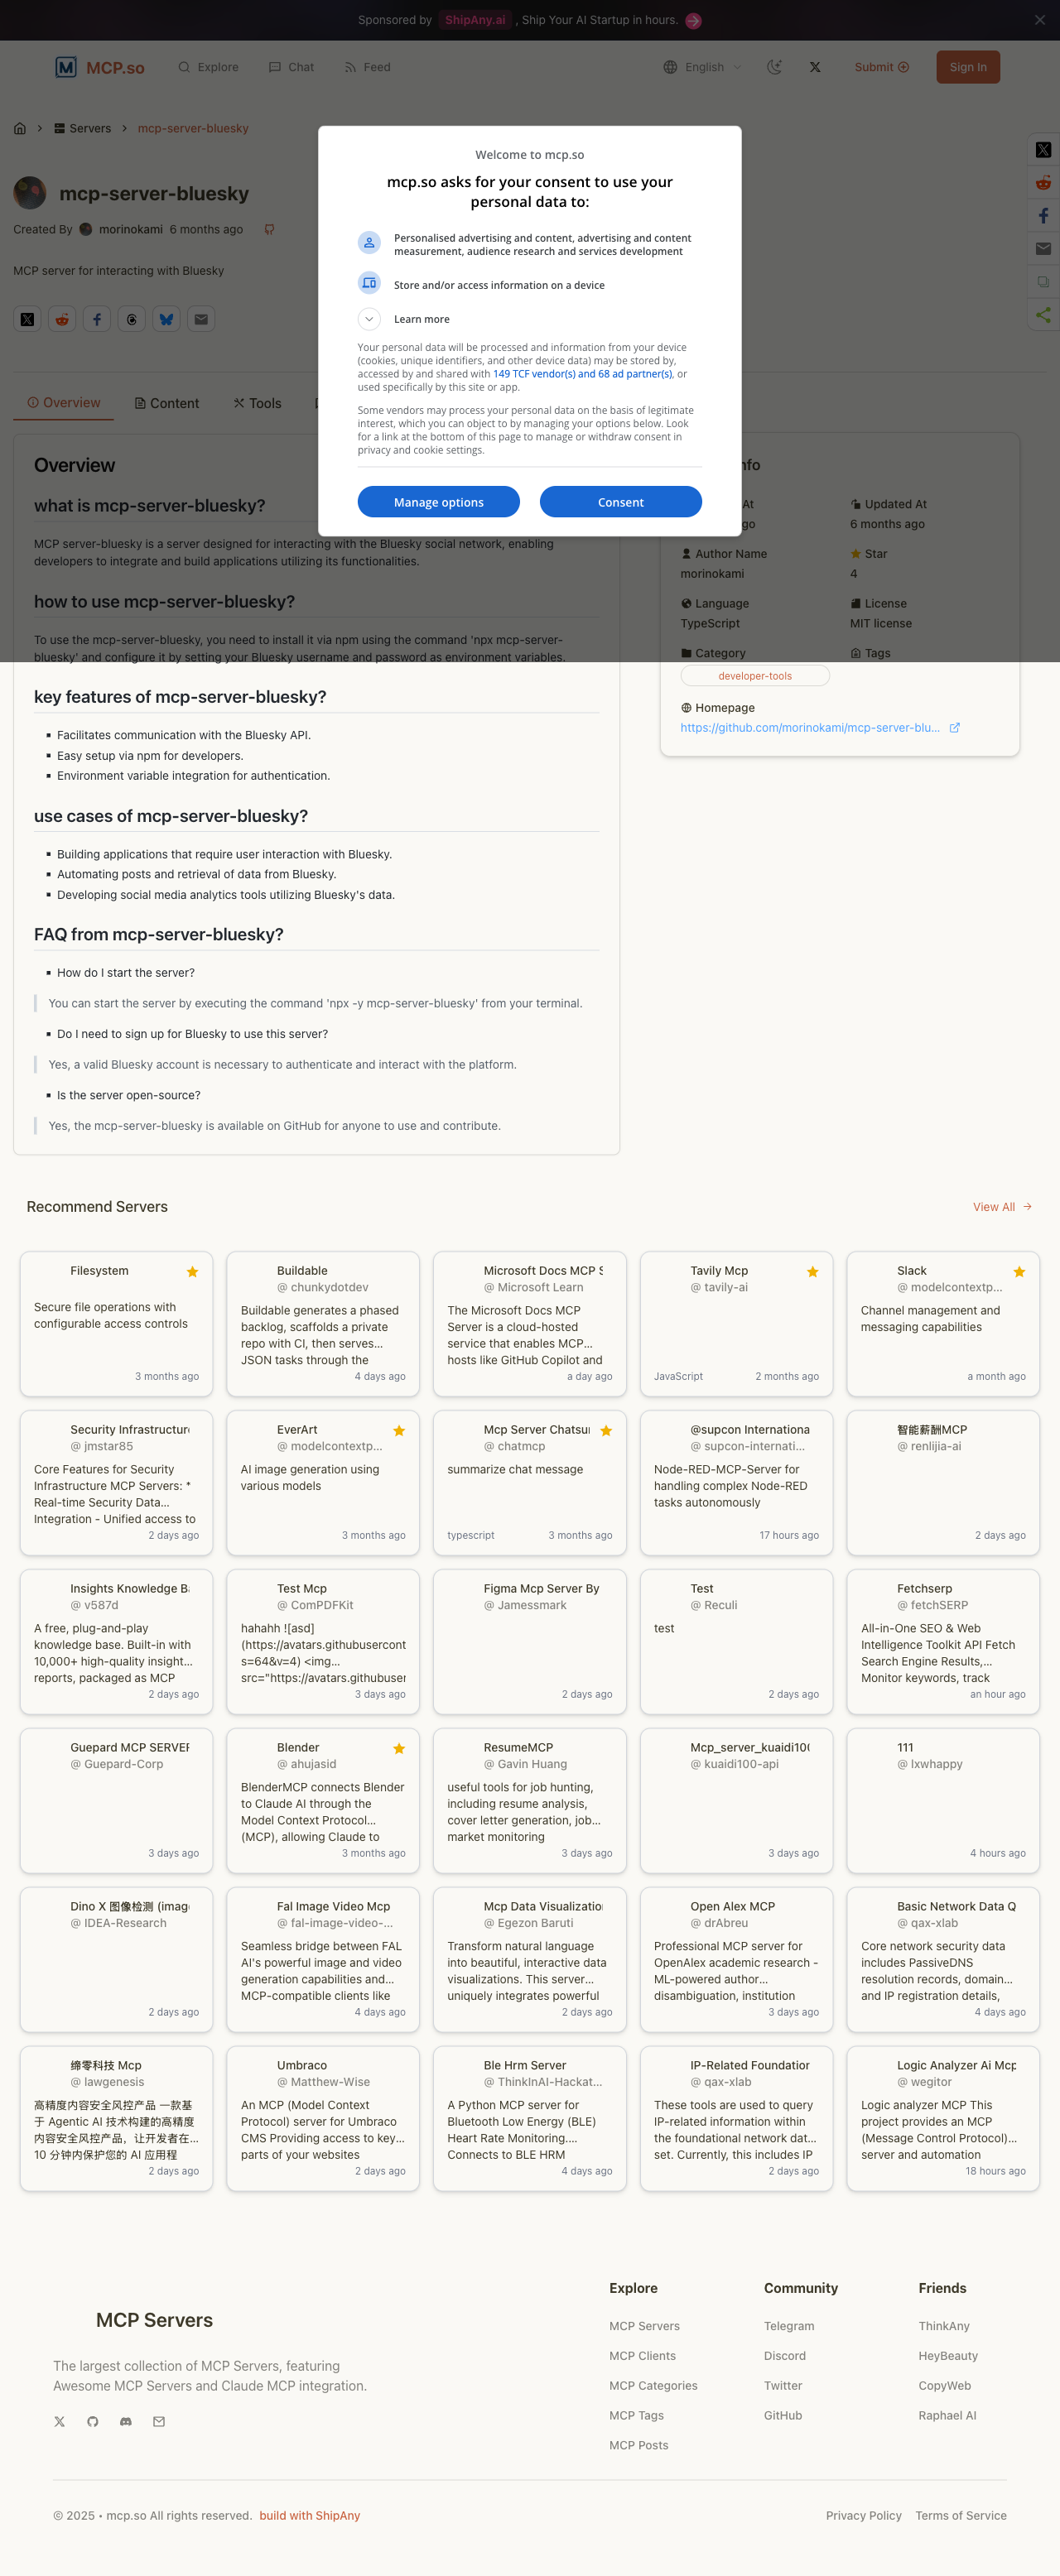 Sponsored by ShipAny.ai , Ship Your AI Startup in hours.
MCP.so
Explore
Chat
Feed
English
Submit
Sign In
Servers
mcp-server-bluesky
mcp-server-bluesky
Created By morinokami 6 months ago
MCP server for interacting with Bluesky
Overview
Content
Tools
Welcome to mcp.so
mcp.so asks for your consent to use your
personal data to:
Personalised advertising and content, advertising and content
measurement, audience research and services development
Store and/or access information on a device
Learn more
Your personal data will be processed and information from your device
(cookies, unique identifiers, and other device data) may be stored by,
accessed by and shared with 149 TCF vendor(s) and 68 ad partner(s), or
used specifically by this site or app.
Some vendors may process your personal data on the basis of legitimate
interest, which you can object to by managing your options below. Look
for a link at the bottom of this page to manage or withdraw consent in
privacy and cookie settings.
Manage options
Consent
Overview
what is mcp-server-bluesky?
MCP server-bluesky is a server designed for interacting with the Bluesky social network, enabling
developers to integrate and build applications utilizing its functionalities.
how to use mcp-server-bluesky?
To use the mcp-server-bluesky, you need to install it via npm using the command 'npx mcp-server-
bluesky' and configure it by setting your Bluesky username and password as environment variables.
key features of mcp-server-bluesky?
Facilitates communication with the Bluesky API.
Easy setup via npm for developers.
Environment variable integration for authentication.
use cases of mcp-server-bluesky?
Building applications that require user interaction with Bluesky.
Automating posts and retrieval of data from Bluesky.
Developing social media analytics tools utilizing Bluesky's data.
FAQ from mcp-server-bluesky?
How do I start the server?
You can start the server by executing the command 'npx -y mcp-server-bluesky' from your terminal.
Do I need to sign up for Bluesky to use this server?
Yes, a valid Bluesky account is necessary to authenticate and interact with the platform.
Is the server open-source?
Yes, the mcp-server-bluesky is available on GitHub for anyone to use and contribute.
nfo
At
Updated At
go
6 months ago
Author Name
Star
morinokami
4
Language
License
TypeScript
MIT license
Category
Tags
developer-tools
Homepage
https://github.com/morinokami/mcp-server-blu...
Recommend Servers
View All
Filesystem
Secure file operations with
configurable access controls
3 months ago
Buildable
@ chunkydotdev
Buildable generates a phased
backlog, scaffolds a private
repo with CI, then serves...
JSON tasks through the
4 days ago
Microsoft Docs MCP S
@ Microsoft Learn
The Microsoft Docs MCP
Server is a cloud-hosted
service that enables MCP...
hosts like GitHub Copilot and
a day ago
Tavily Mcp
@ tavily-ai
JavaScript
2 months ago
Slack
@ modelcontextp...
Channel management and
messaging capabilities
a month ago
Security Infrastructure
@ jmstar85
Core Features for Security
Infrastructure MCP Servers: *
Real-time Security Data...
Integration - Unified access to
2 days ago
EverArt
@ modelcontextp...
AI image generation using
various models
3 months ago
Mcp Server Chatsum
@ chatmcp
summarize chat message
typescript
3 months ago
@supcon Internationa
@ supcon-internati...
Node-RED-MCP-Server for
handling complex Node-RED
tasks autonomously
17 hours ago
智能薪酬MCP
@ renlijia-ai
2 days ago
Insights Knowledge Ba
@ v587d
A free, plug-and-play
knowledge base. Built-in with
10,000+ high-quality insight...
reports, packaged as MCP
2 days ago
Test Mcp
@ ComPDFKit
hahahh ![asd]
(https://avatars.githubusercont
s=64&v=4) <img...
src="https://avatars.githubuser
3 days ago
Figma Mcp Server By
@ Jamessmark
2 days ago
Test
@ Reculi
test
2 days ago
Fetchserp
@ fetchSERP
All-in-One SEO & Web
Intelligence Toolkit API Fetch
Search Engine Results,...
Monitor keywords, track
an hour ago
Guepard MCP SERVER
@ Guepard-Corp
3 days ago
Blender
@ ahujasid
BlenderMCP connects Blender
to Claude AI through the
Model Context Protocol...
(MCP), allowing Claude to
3 months ago
ResumeMCP
@ Gavin Huang
useful tools for job hunting,
including resume analysis,
cover letter generation, job...
market monitoring
3 days ago
Mcp_server_kuaidi100
@ kuaidi100-api
3 days ago
111
@ lxwhappy
4 hours ago
Dino X 图像检测 (image
@ IDEA-Research
2 days ago
Fal Image Video Mcp
@ fal-image-video-...
Seamless bridge between FAL
AI's powerful image and video
generation capabilities and...
MCP-compatible clients like
4 days ago
Mcp Data Visualization
@ Egezon Baruti
Transform natural language
into beautiful, interactive data
visualizations. This server...
uniquely integrates powerful
2 days ago
Open Alex MCP
@ drAbreu
Professional MCP server for
OpenAlex academic research -
ML-powered author...
disambiguation, institution
3 days ago
Basic Network Data Q
@ qax-xlab
Core network security data
includes PassiveDNS
resolution records, domain...
and IP registration details,
4 days ago
缔零科技 Mcp
@ lawgenesis
高精度内容安全风控产品 一款基
于 Agentic AI 技术构建的高精度
内容安全风控产品，让开发者在...
10 分钟内保护您的 AI 应用程
2 days ago
Umbraco
@ Matthew-Wise
An MCP (Model Context
Protocol) server for Umbraco
CMS Providing access to key...
parts of your websites
2 days ago
Ble Hrm Server
@ ThinkInAI-Hackat...
A Python MCP server for
Bluetooth Low Energy (BLE)
Heart Rate Monitoring....
Connects to BLE HRM
4 days ago
IP-Related Foundation
@ qax-xlab
These tools are used to query
IP-related information within
the foundational network dat...
set. Currently, this includes IP
2 days ago
Logic Analyzer Ai Mcp
@ wegitor
Logic analyzer MCP This
project provides an MCP
(Message Control Protocol)...
server and automation
18 hours ago
MCP Servers
The largest collection of MCP Servers, featuring
Awesome MCP Servers and Claude MCP integration.
Explore
MCP Servers
MCP Clients
MCP Categories
MCP Tags
MCP Posts
Community
Telegram
Discord
Twitter
GitHub
Friends
ThinkAny
HeyBeauty
CopyWeb
Raphael AI
© 2025 • mcp.so All rights reserved. build with ShipAny
Privacy Policy
Terms of Service